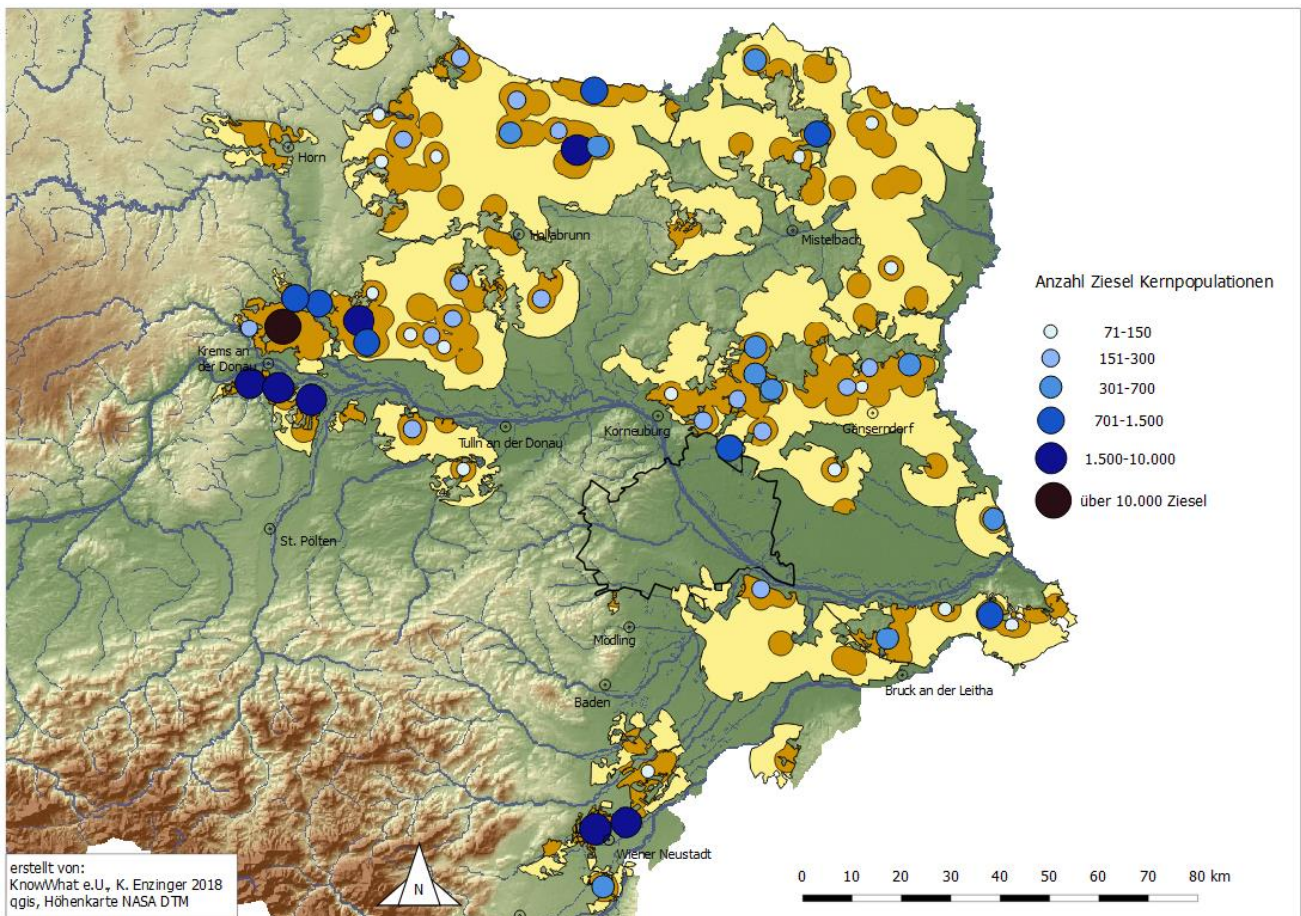 Horn
Hollabrunn
Mistelbach
Anzahl Ziesel Kernpopulationen
71-150
151-300
301-700
701-1.500
1.500-10.000
über 10.000 Ziesel
Krems an
der Donau
Tulln an der Donau
Korneuburg
Gänserndorf
St. Pölten
Mödling
Baden
Bruck an der Leitha
Wiener Neustadt
erstellt von:
KnowWhat e.U., K. Enzinger 2018
qgis, Höhenkarte NASA DTM
N
0 10 20 30 40 50 60 70 80 km